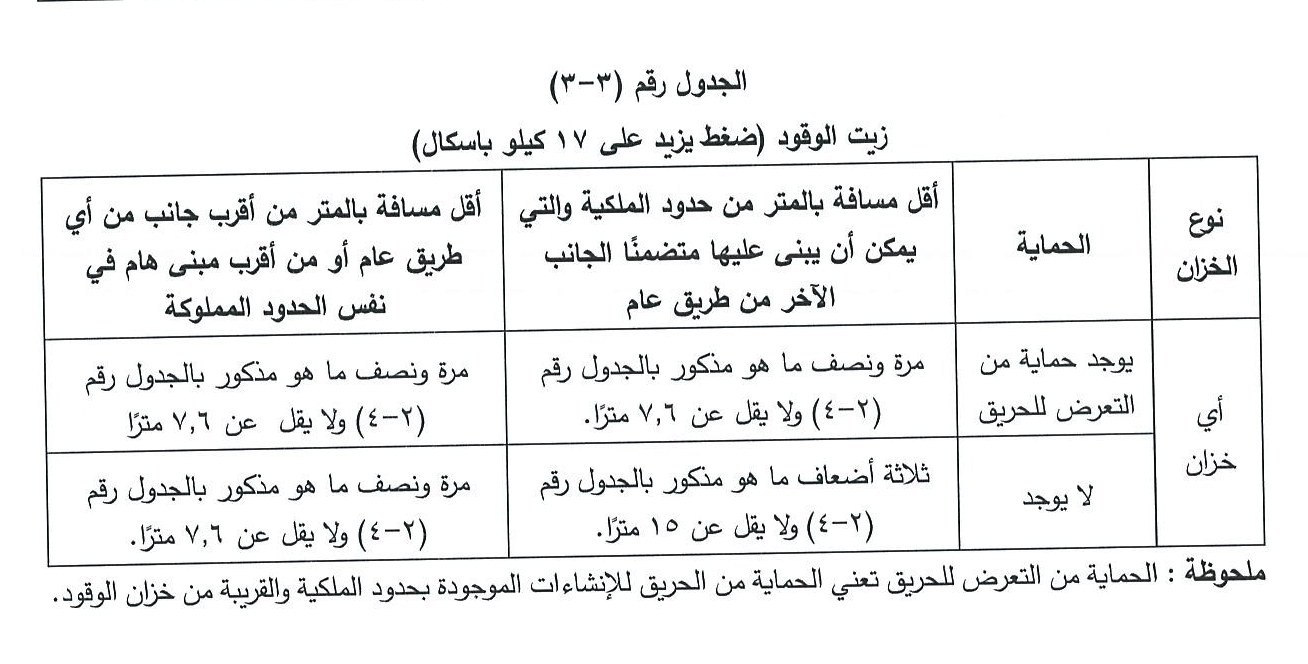 الجدول رقم (٣-٣)
زيت الوقود (ضغط يزيد على ١٧ كيلو باسكال)
نوع
الخزان
الحماية
أقل مسافة بالمتر من حدود الملكية والتي
يمكن أن يبنى عليها متضمنًا الجانب
الآخر من طريق عام
أقل مسافة بالمتر من أقرب جانب من أي
طريق عام أو من أقرب مبنى هام في
نفس الحدود المملوكة
أي
خزان
يوجد حماية من
التعرض للحريق
مرة ونصف ما هو مذكور بالجدول رقم
(٢-٤) ولا يقل عن ٧,٦ مترًا.
مرة ونصف ما هو مذكور بالجدول رقم
(٢-٤) ولا يقل عن ٧,٦ مترًا
لا يوجد
ثلاثة أضعاف ما هو مذكور بالجدول رقم
(٢-٤) ولا يقل عن ١٥ مترًا.
مرة ونصف ما هو مذكور بالجدول رقم
(٢-٤) ولا يقل عن ٧,٦ مترًا.
ملحوظة : الحماية من التعرض للحريق تعني الحماية من الحريق للإنشاءات الموجودة بحدود الملكية والقريبة من خزان الوقود.